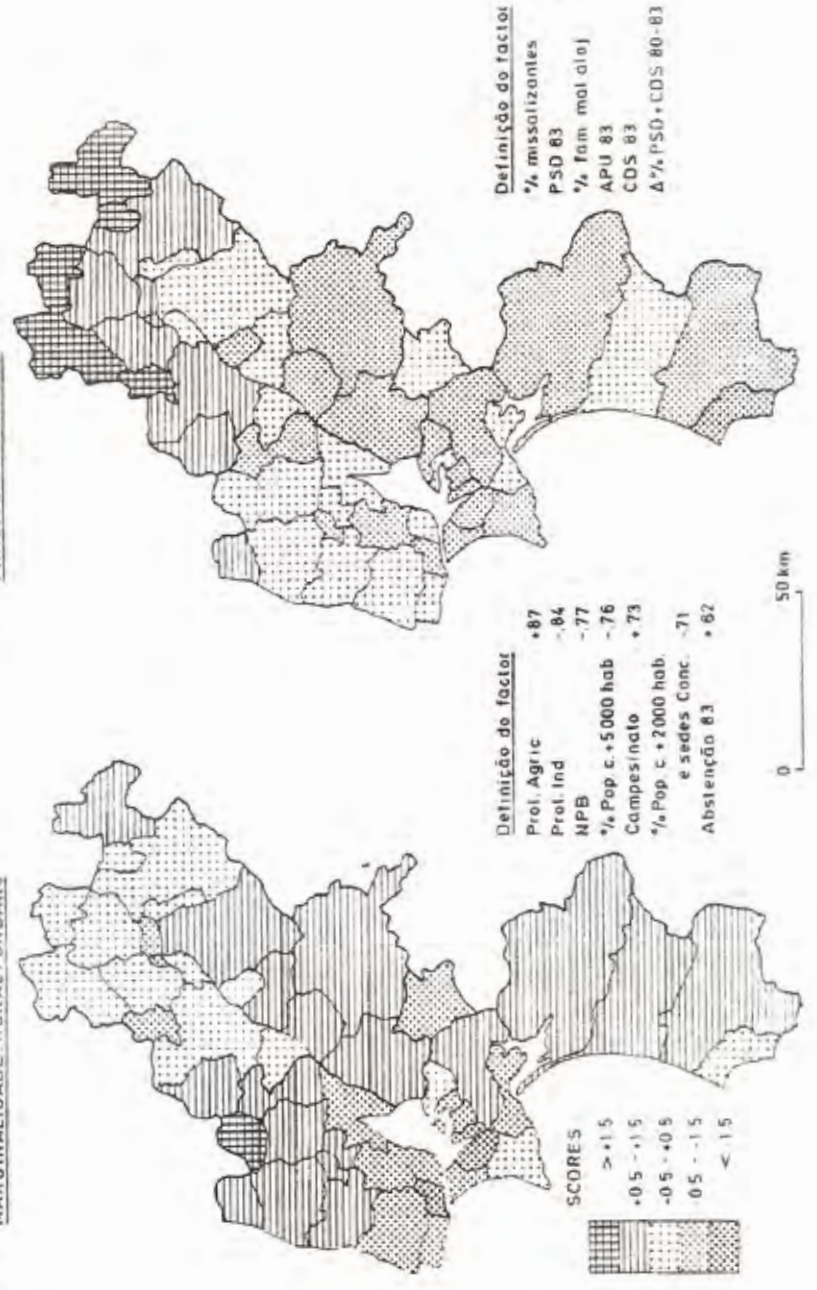 Definição do factor
% missalizantes
PSD 83
% fam mal aloj
APU 83
CDS 83
Δ% PSD+CDS 80-83
Definição do factor
Prol. Agric +87
Prol. Ind -.84
NPB -.77
% Pop. c. +5000 hab -.76
Campesinato +.73
% Pop. c. +2000 hab.
e sedes Conc. -.71
Abstenção 83 +62
0 50 km
SCORES
> +1 5
+0 5 - +1 5
-0 5 - +0 5
-0 5 - -1 5
< 1 5